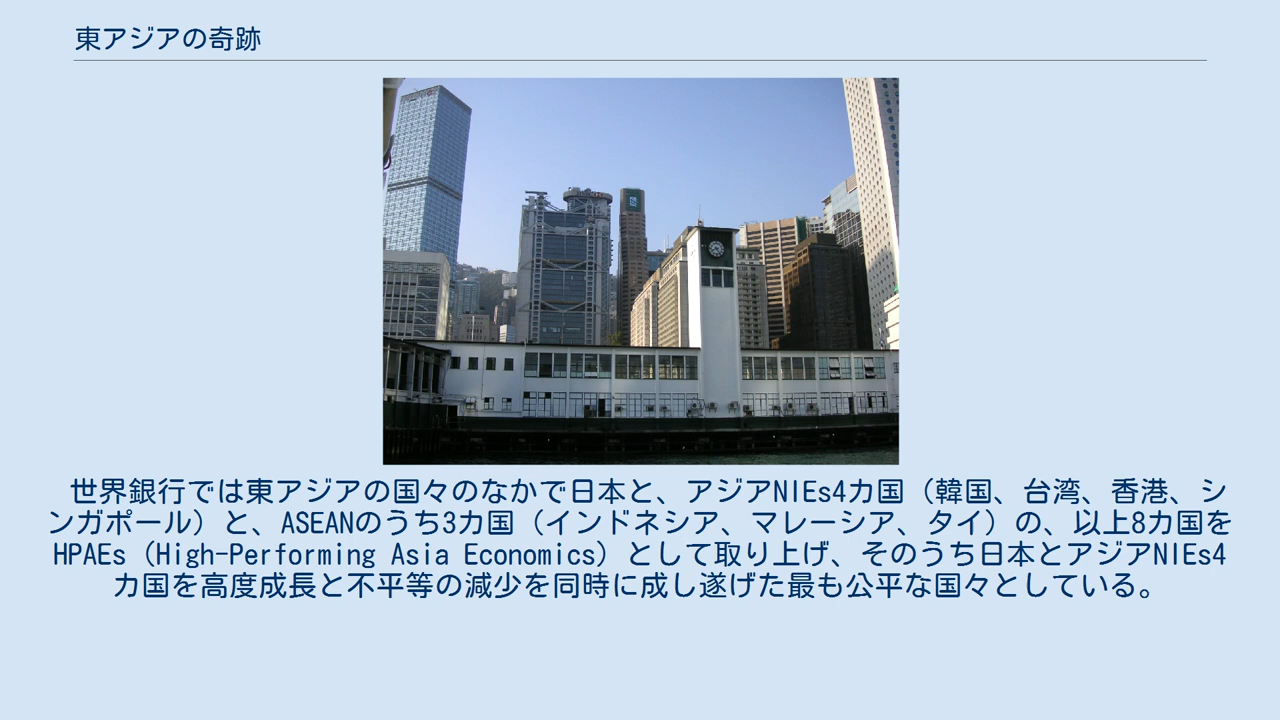 東アジアの奇跡
世界銀行では東アジアの国々のなかで日本と、アジアNIEs4カ国（韓国、台湾、香港、シ
ンガポール）と、ASEANのうち3カ国（インドネシア、マレーシア、タイ）の、以上8カ国を
HPAEs（High-Performing Asia Economics）として取り上げ、そのうち日本とアジアNIEs4
カ国を高度成長と不平等の減少を同時に成し遂げた最も公平な国々としている。